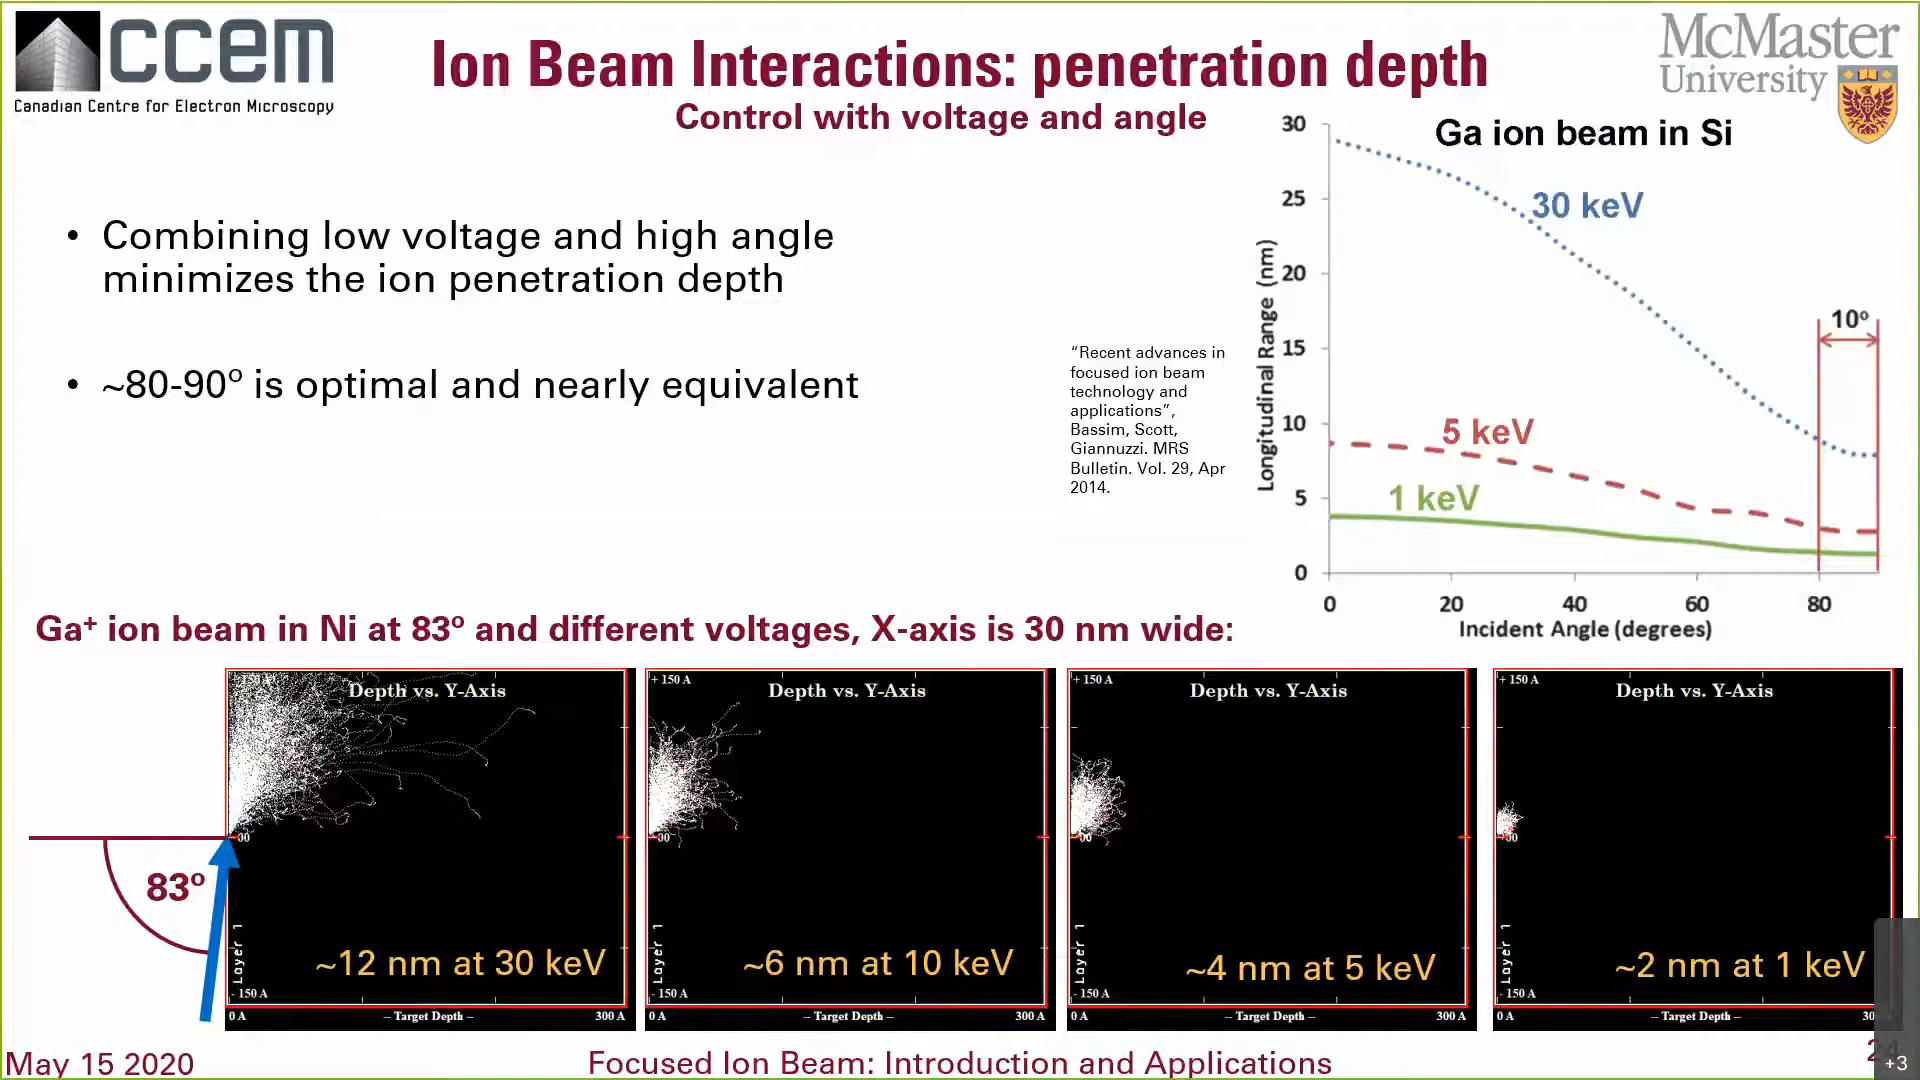 ccem
Canadian Centre for Electron Microscopy
Ion Beam Interactions: penetration depth
Control with voltage and angle
McMaster
University
• Combining low voltage and high angle
minimizes the ion penetration depth
• ~80-90º is optimal and nearly equivalent
"Recent advances in
focused ion beam
technology and
applications",
Bassim, Scott,
Giannuzzi. MRS
Bulletin. Vol. 29, Apr
2014.
Ga ion beam in Si
30 keV
5 keV
1 keV
10º
Longitudinal Range (nm)
30
25
20
15
10
5
0
0 20 40 60 80
Incident Angle (degrees)
Ga⁺ ion beam in Ni at 83º and different voltages, X-axis is 30 nm wide:
83º
Depth vs. Y-Axis
Layer 1
~12 nm at 30 keV
- 150 A
0 A -- Target Depth -- 300 A
+ 150 A
Depth vs. Y-Axis
Layer 1
~6 nm at 10 keV
- 150 A
0 A -- Target Depth -- 300 A
+ 150 A
Depth vs. Y-Axis
Layer 1
~4 nm at 5 keV
- 150 A
0 A -- Target Depth -- 300 A
+ 150 A
Depth vs. Y-Axis
Layer 1
~2 nm at 1 keV
- 150 A
0 A -- Target Depth -- 30
May 15 2020
Focused Ion Beam: Introduction and Applications
24
+3